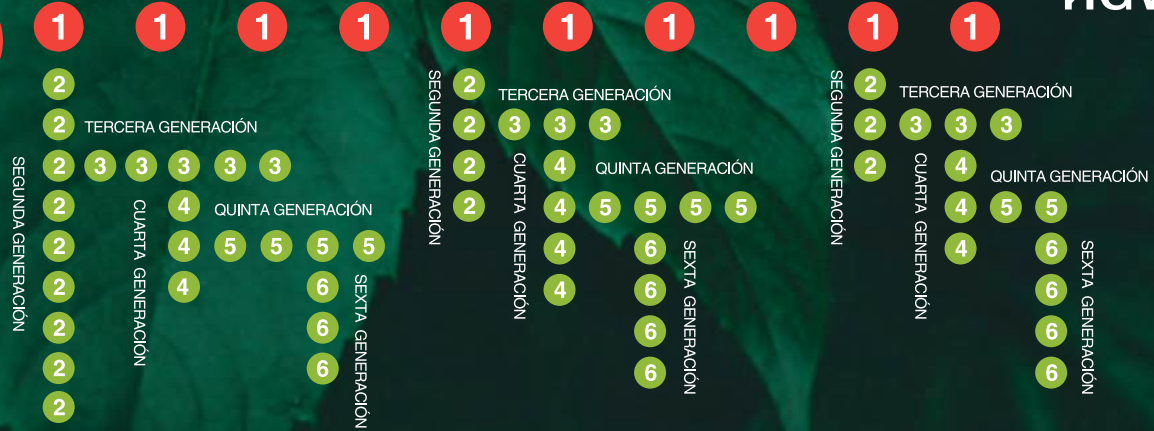 1 1 1 1 1 1 1 1 1 1
SEGUNDA GENERACIÓN
2
2
TERCERA GENERACIÓN
2 3 3 3 3 3
CUARTA GENERACIÓN
2 4
QUINTA GENERACIÓN
2 4 5 5 5 5
SEXTA GENERACIÓN
2 4 6
2 6
2 6
2
SEGUNDA GENERACIÓN
2
TERCERA GENERACIÓN
2 3 3 3
CUARTA GENERACIÓN
2 4
QUINTA GENERACIÓN
2 4 5 5 5 5
SEXTA GENERACIÓN
4 6
4 6
6
6
SEGUNDA GENERACIÓN
2
TERCERA GENERACIÓN
2 3 3 3
CUARTA GENERACIÓN
2 4
QUINTA GENERACIÓN
4 5 5
SEXTA GENERACIÓN
4 6
6
6
6